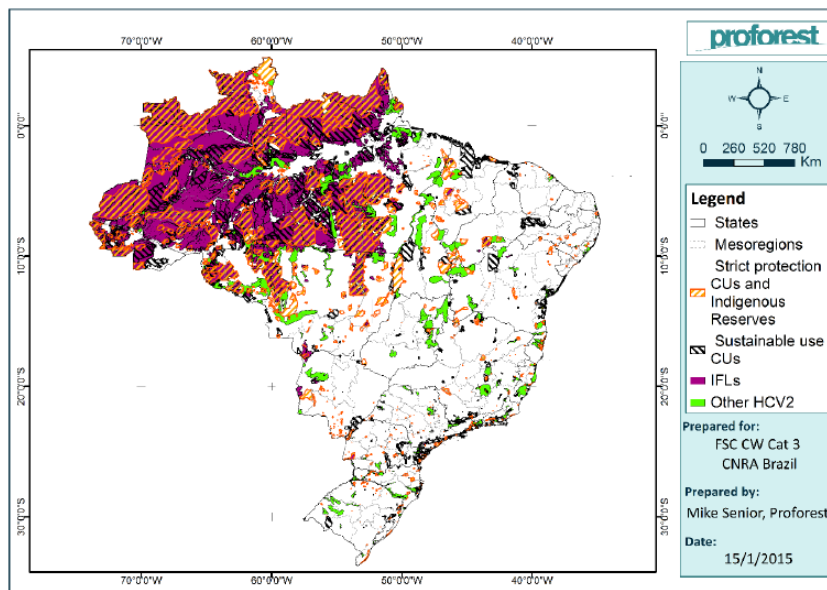 proforest
70°0'0"W 60°0'0"W 50°0'0"W 40°0'0"W
N
W E
S
0 260 520 780
Km
0°0'0" 0°0'0"
10°0'0"S 10°0'0"S
20°0'0"S 20°0'0"S
30°0'0"S 30°0'0"S
70°0'0"W 60°0'0"W 50°0'0"W 40°0'0"W
Legend
States
Mesoregions
Strict protection
CUs and
Indigenous
Reserves
Sustainable use
CUs
IFLs
Other HCV2
Prepared for:
FSC CW Cat 3
CNRA Brazil
Prepared by:
Mike Senior, Proforest
Date:
15/1/2015